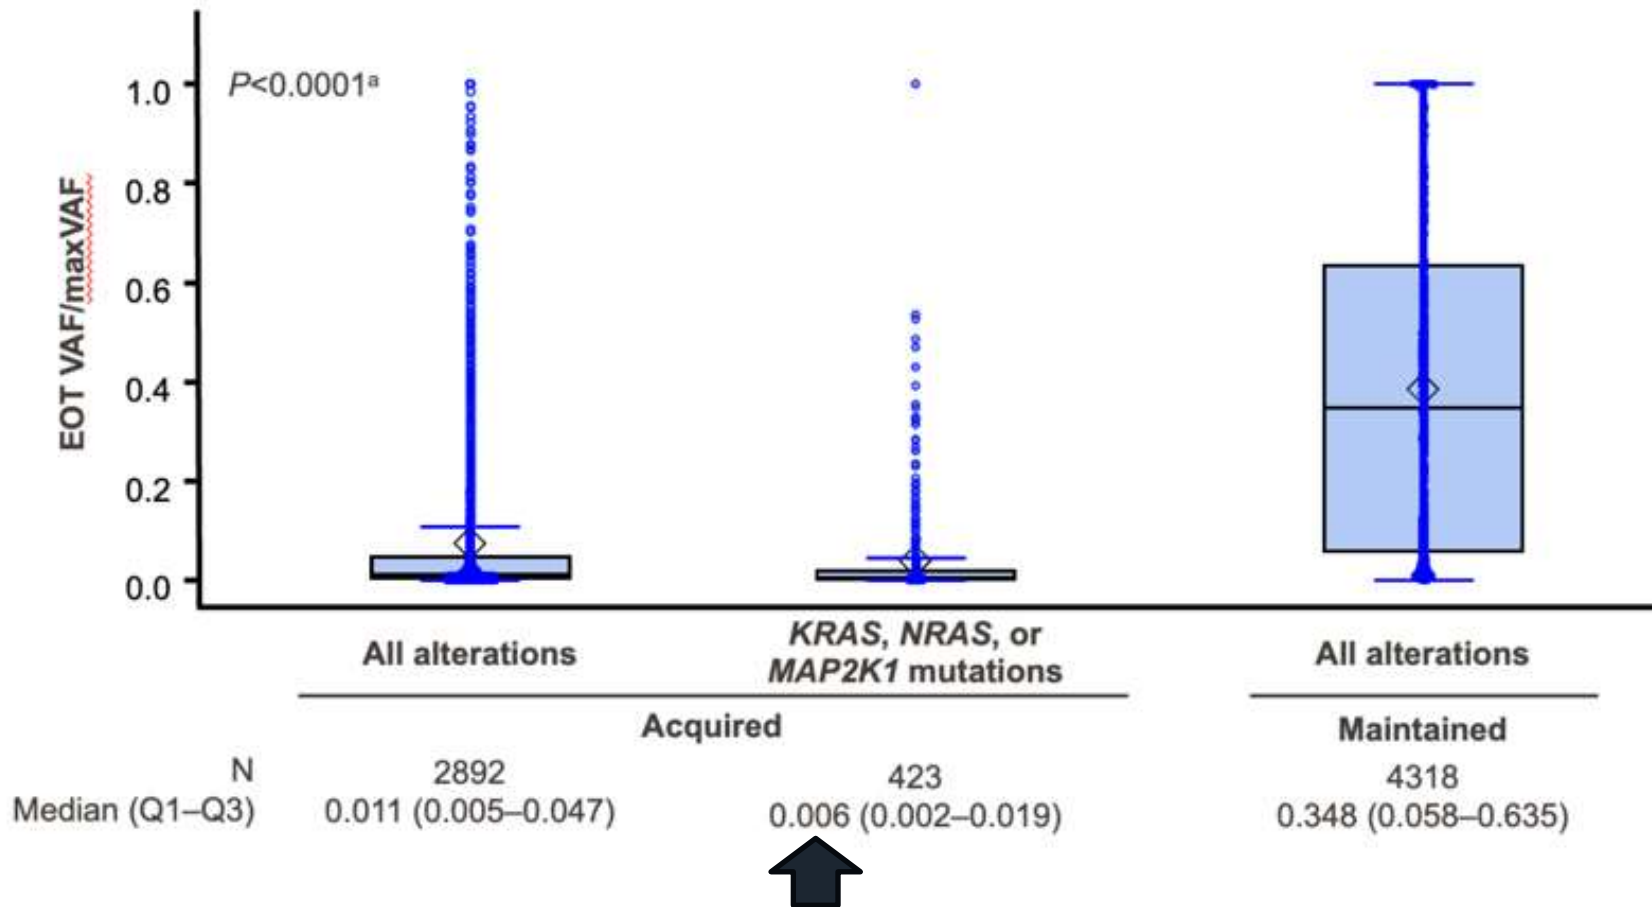 P<0.0001ᵃ
EOT VAF/maxVAF
1.0
0.8
0.6
0.4
0.2
0.0
All alterations
KRAS, NRAS, or
MAP2K1 mutations
All alterations
Acquired
Maintained
N 2892 423 4318
Median (Q1–Q3) 0.011 (0.005–0.047) 0.006 (0.002–0.019) 0.348 (0.058–0.635)